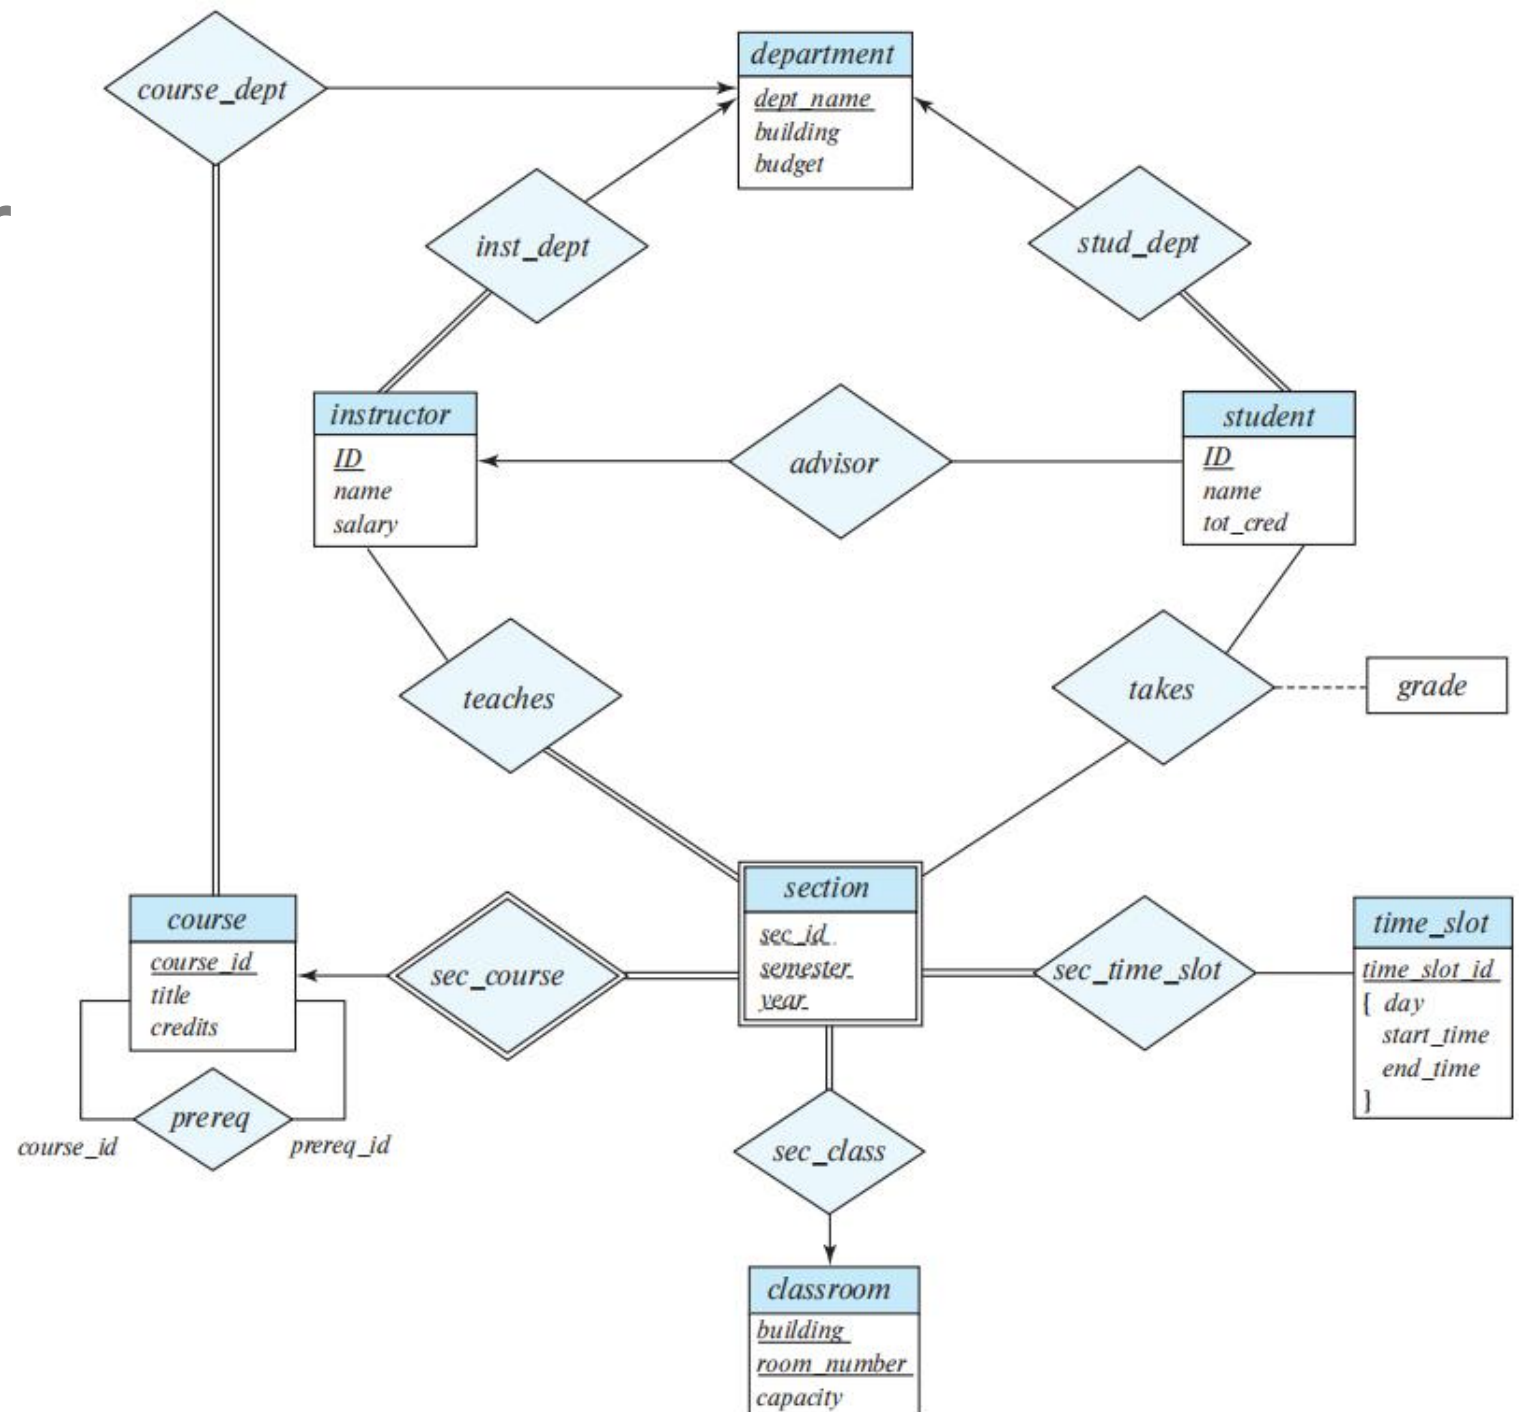 department
course_dept
dept_name
building
budget
inst_dept
stud_dept
instructor
ID
name
salary
advisor
student
ID
name
tot_cred
teaches
takes
grade
section
sec_id
semester
year
course
course_id
title
credits
sec_course
sec_time_slot
time_slot
time_slot_id
{ day
start_time
end_time
}
prereq
course_id
prereq_id
sec_class
classroom
building
room_number
capacity